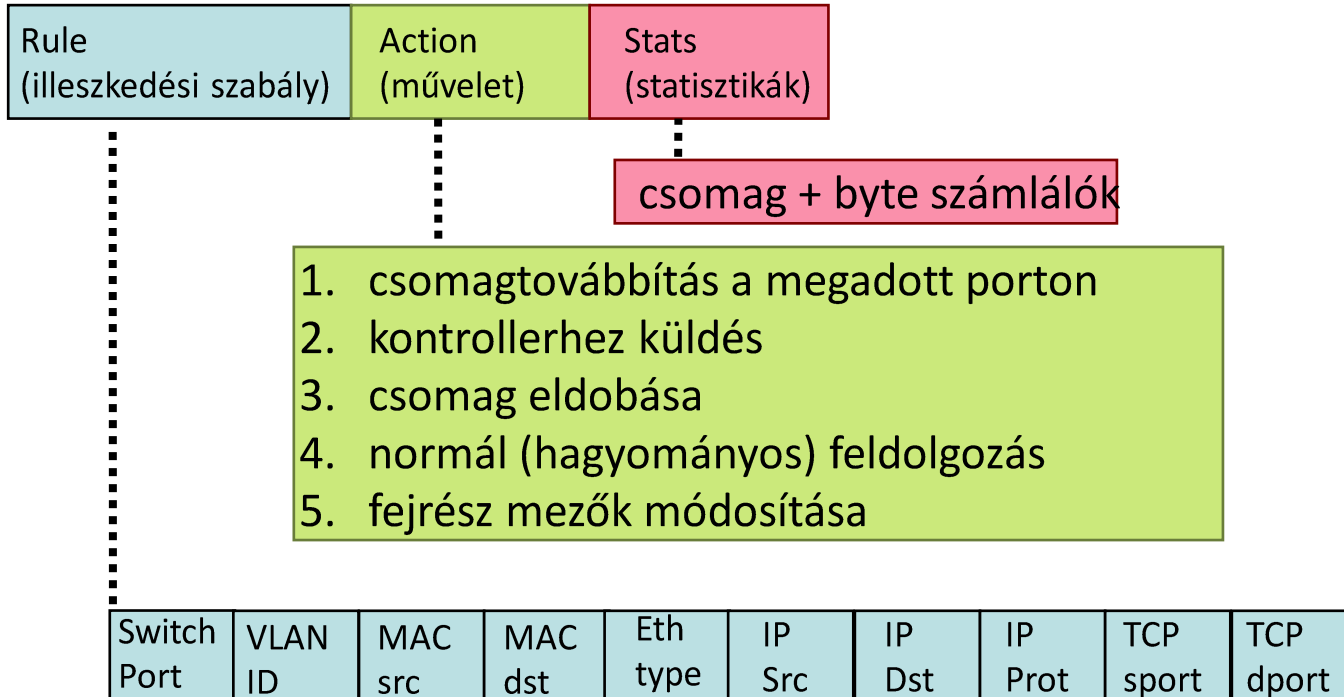 Rule
(illeszkedési szabály)
Action
(művelet)
Stats
(statisztikák)
csomag + byte számlálók
1. csomagtovábbítás a megadott porton
2. kontrollerhez küldés
3. csomag eldobása
4. normál (hagyományos) feldolgozás
5. fejrész mezők módosítása
Switch
Port
VLAN
ID
MAC
src
MAC
dst
Eth
type
IP
Src
IP
Dst
IP
Prot
TCP
sport
TCP
dport